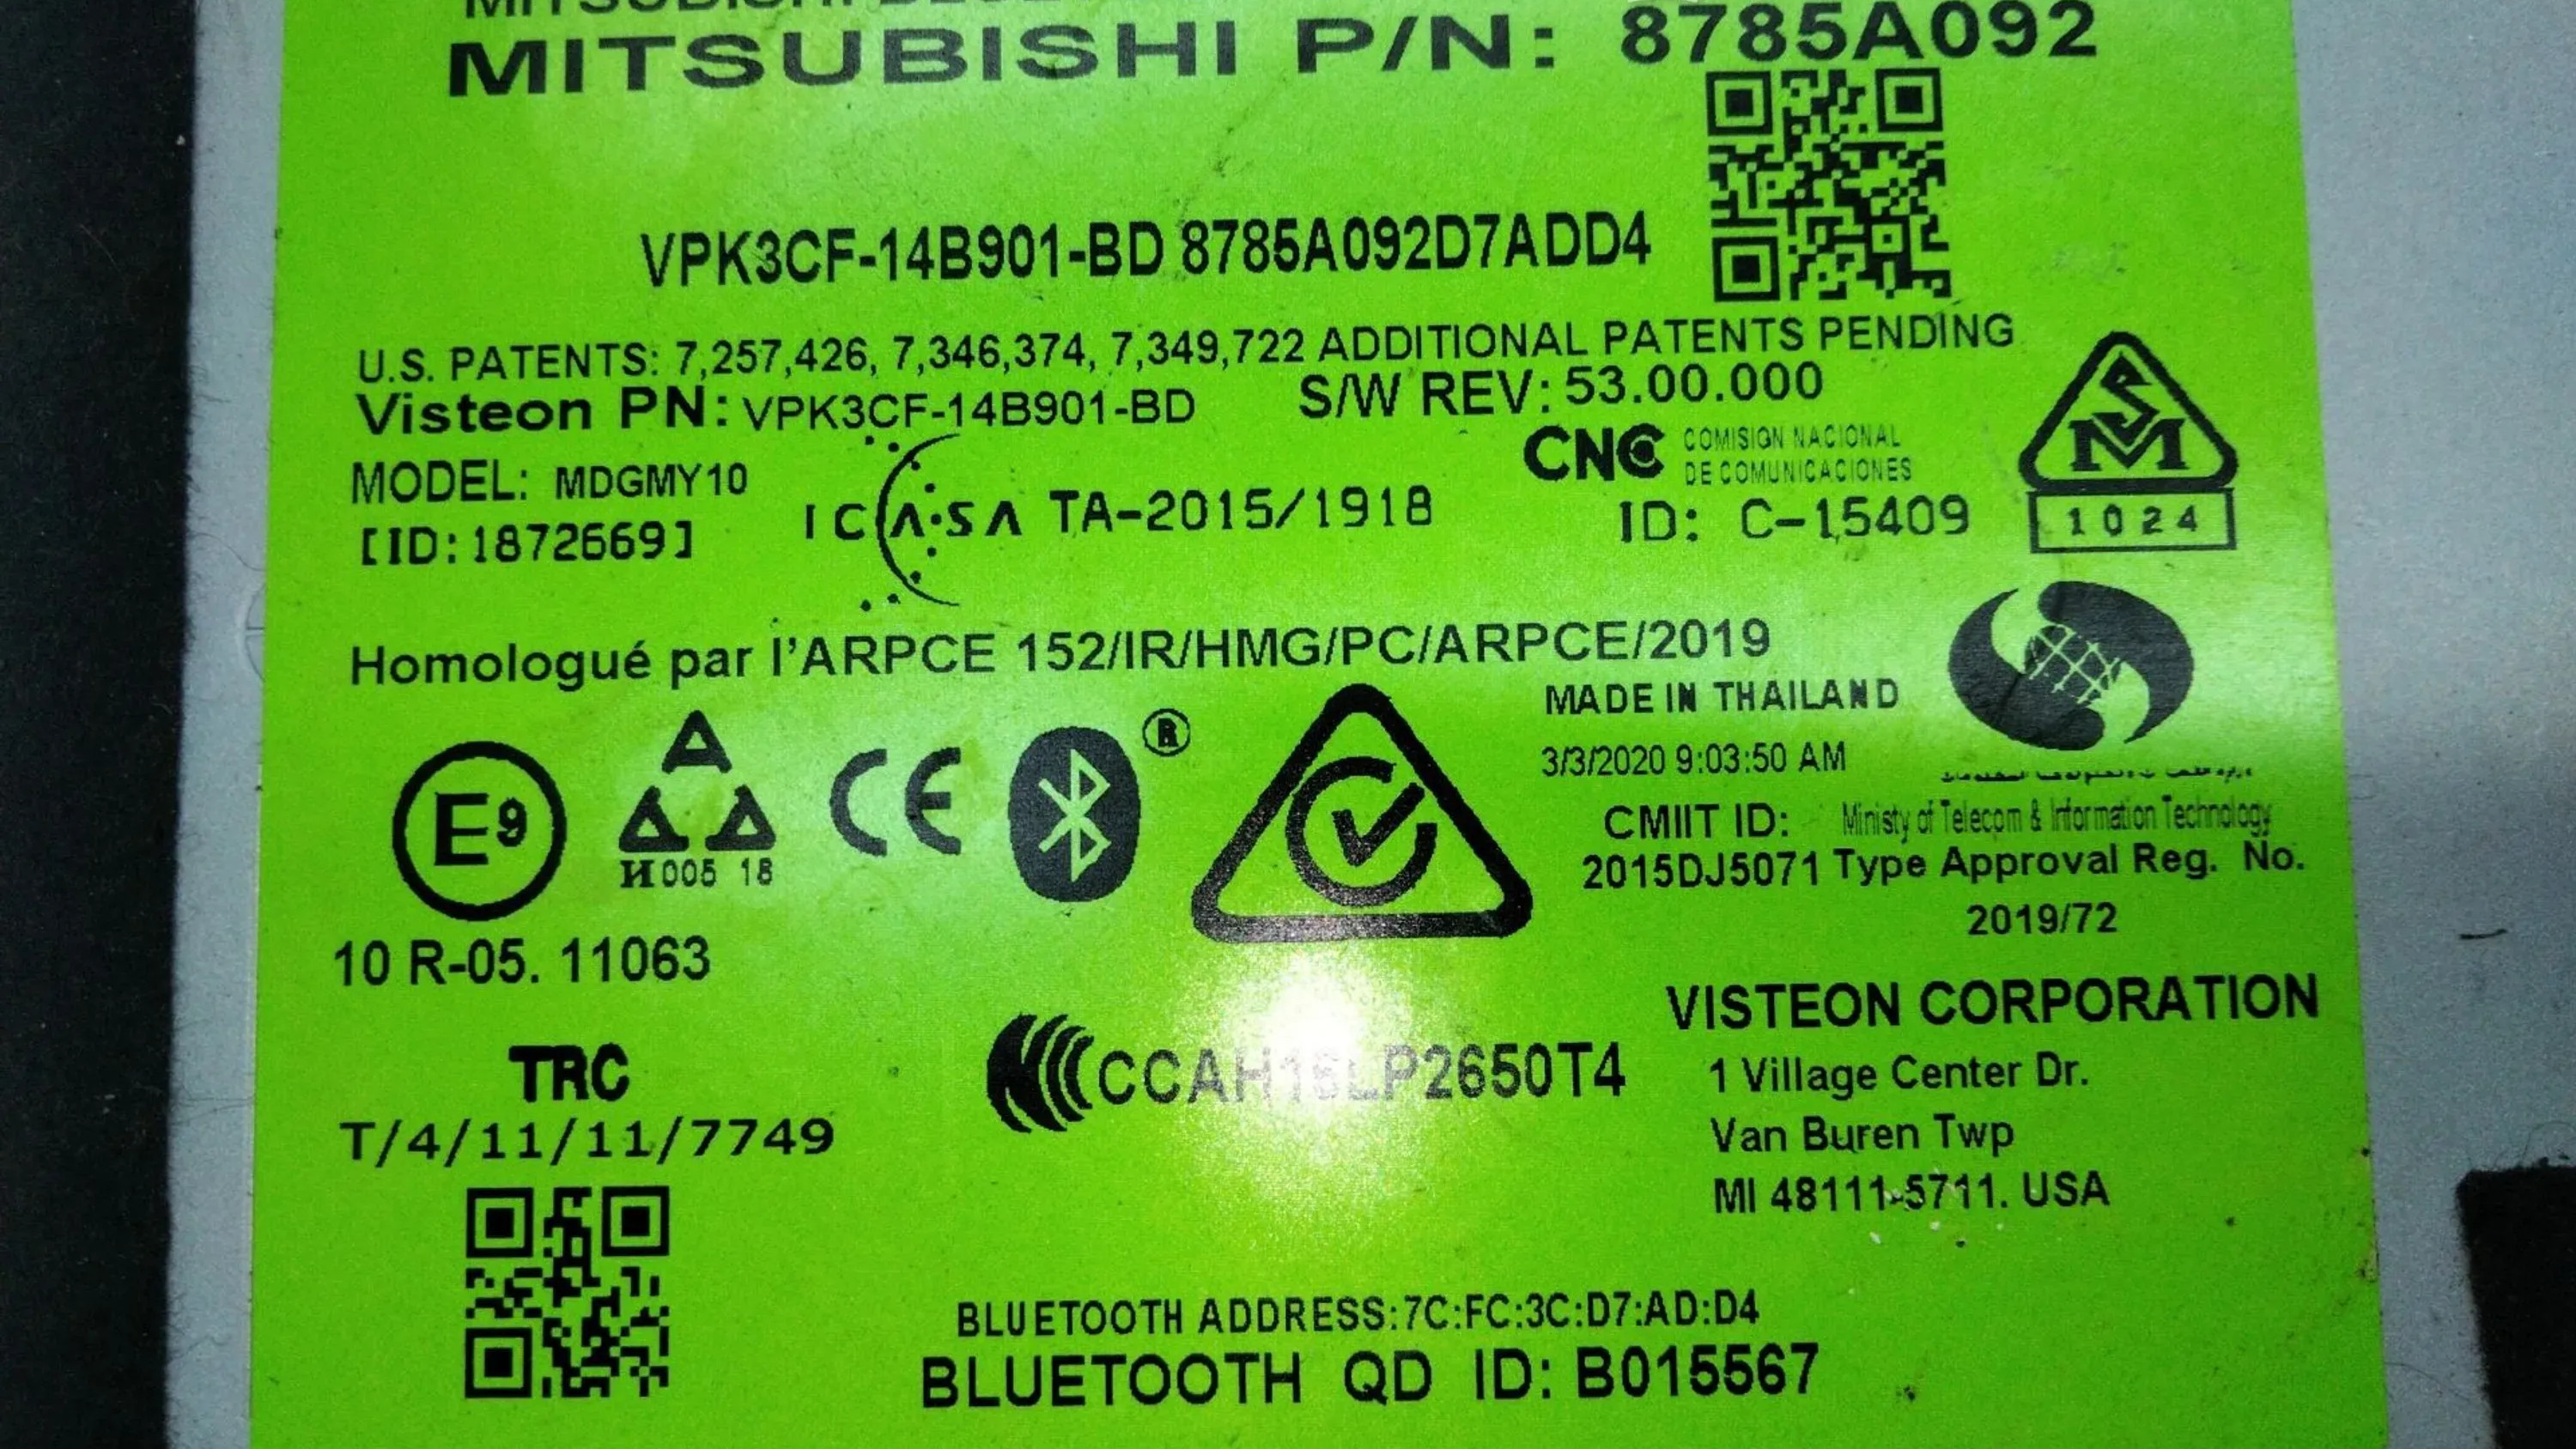 MITSUBISHI
MITSUBISHI P/N: 8785A092
VPK3CF-14B901-BD 8785A092D7ADD4
U.S. PATENTS: 7,257,426, 7,346,374, 7,349,722 ADDITIONAL PATENTS PENDING
Visteon PN: VPK3CF-14B901-BD S/W REV: 53.00.000
CNC COMISION NACIONAL
DE COMUNICACIONES
SM
MODEL: MDGMY10
[ID:1872669]
ICASA TA-2015/1918
ID: C-15409
1024
Homologué par l'ARPCE 152/IR/HMG/PC/ARPCE/2019
MADE IN THAILAND
3/3/2020 9:03:50 AM
E9
И005 18
CE
®
CMIIT ID: Ministy of Telecom & Information Technology
2015DJ5071 Type Approval Reg. No.
2019/72
10 R-05. 11063
VISTEON CORPORATION
1 Village Center Dr.
Van Buren Twp
MI 48111-5711. USA
TRC
T/4/11/11/7749
CCAH16LP2650T4
BLUETOOTH ADDRESS:7C:FC:3C:D7:AD:D4
BLUETOOTH QD ID: B015567